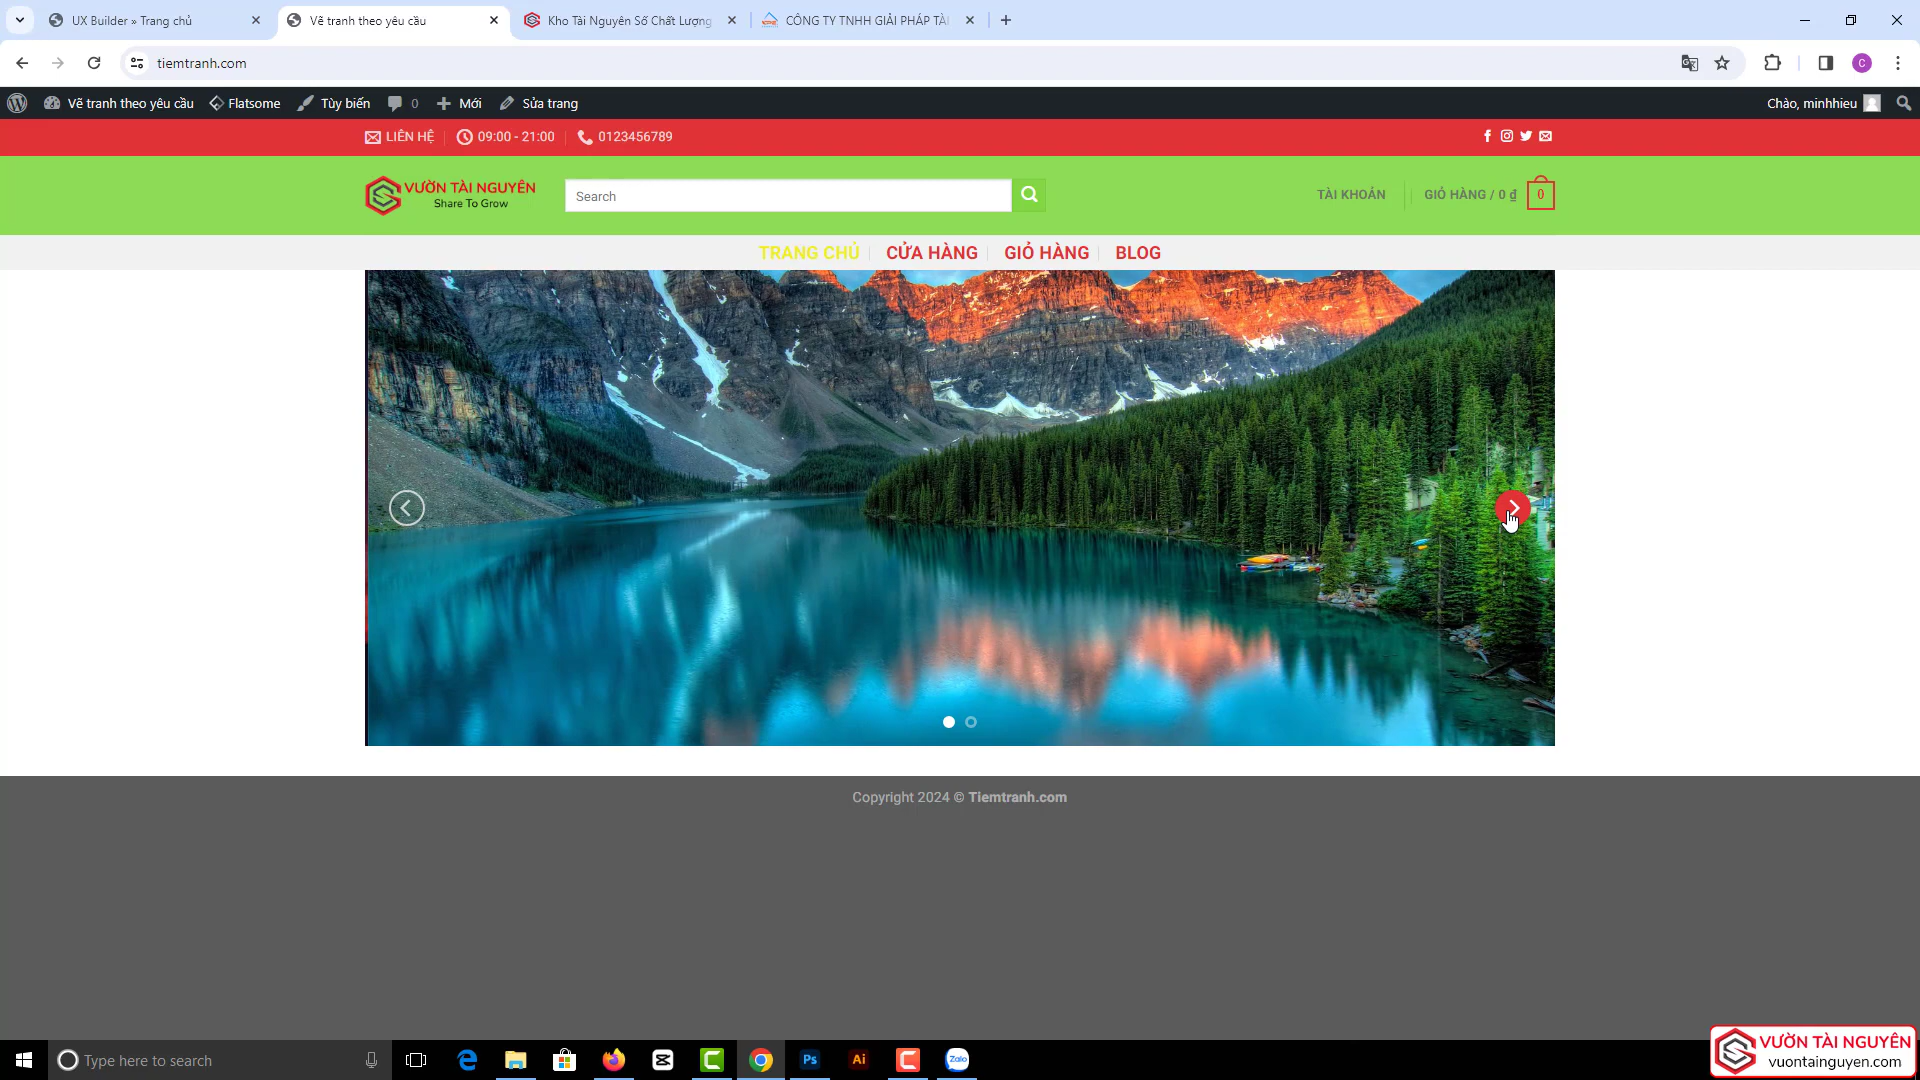 UX Builder » Trang chủ
Vẽ tranh theo yêu cầu
Kho Tài Nguyên Số Chất Lượng
CÔNG TY TNHH GIẢI PHÁP TÀI
tiemtranh.com
C
Vẽ tranh theo yêu cầu
Flatsome
Tùy biến
0
Mới
Sửa trang
Chào, minhhieu
LIÊN HỆ
09:00 - 21:00
0123456789
VƯỜN TÀI NGUYÊN
Share To Grow
Search
TÀI KHOẢN
GIỎ HÀNG / 0 ₫
0
TRANG CHỦ
CỬA HÀNG
GIỎ HÀNG
BLOG
Copyright 2024 © Tiemtranh.com
Type here to search
Ps
Ai
Zalo
VƯỜN TÀI NGUYÊN
vuontainguyen.com